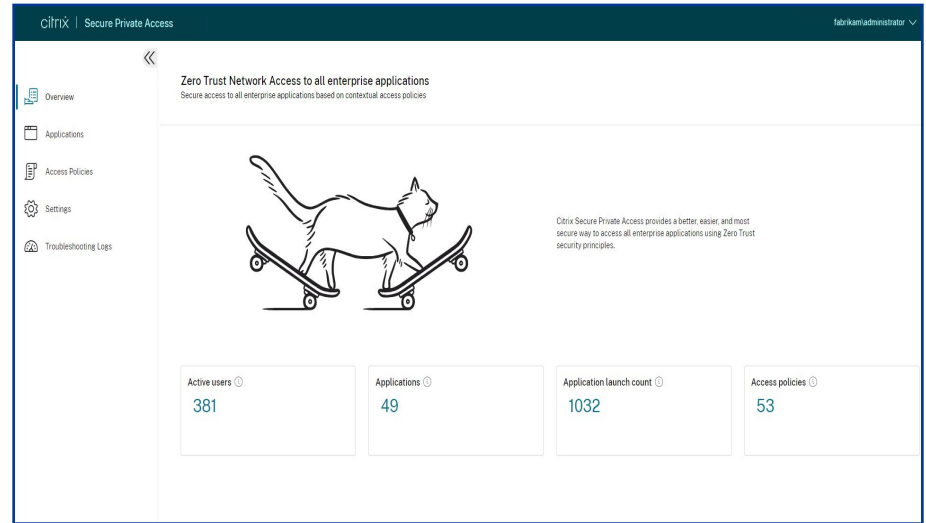 citrix | Secure Private Access
fabrikam\administrator
Overview
Applications
Access Policies
Settings
Troubleshooting Logs
Zero Trust Network Access to all enterprise applications
Secure access to all enterprise applications based on contextual access policies
Citrix Secure Private Access provides a better, easier, and most
secure way to access all enterprise applications using Zero Trust
security principles.
Active users
381
Applications
49
Application launch count
1032
Access policies
53